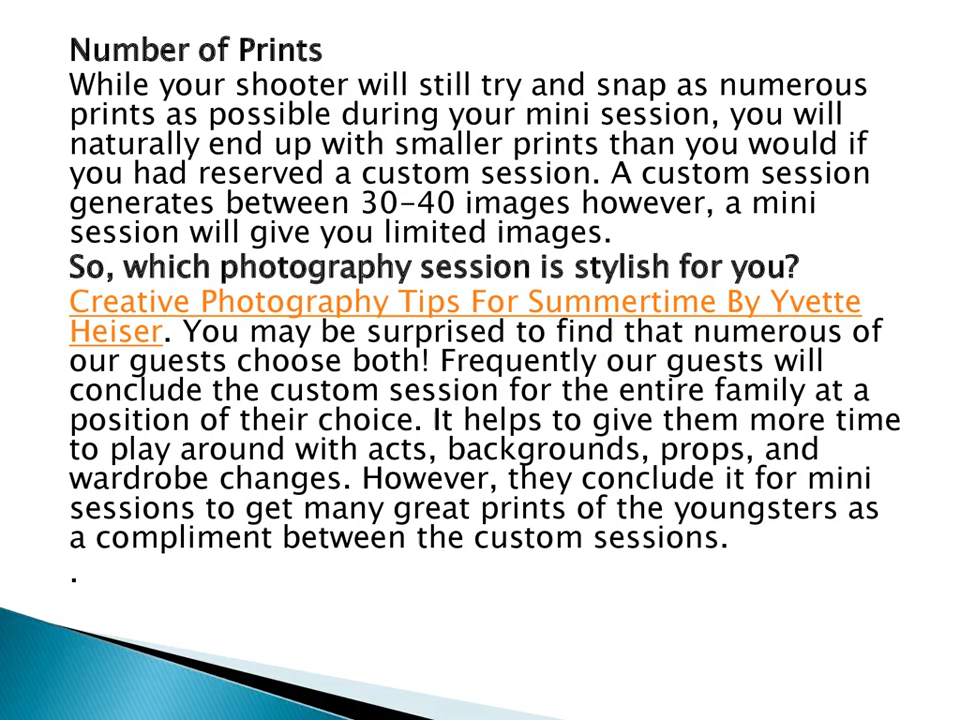 Number of Prints
While your shooter will still try and snap as numerous
prints as possible during your mini session, you will
naturally end up with smaller prints than you would if
you had reserved a custom session. A custom session
generates between 30-40 images however, a mini
session will give you limited images.
So, which photography session is stylish for you?
Creative Photography Tips For Summertime By Yvette
Heiser. You may be surprised to find that numerous of
our guests choose both! Frequently our guests will
conclude the custom session for the entire family at a
position of their choice. It helps to give them more time
to play around with acts, backgrounds, props, and
wardrobe changes. However, they conclude it for mini
sessions to get many great prints of the youngsters as
a compliment between the custom sessions.
.